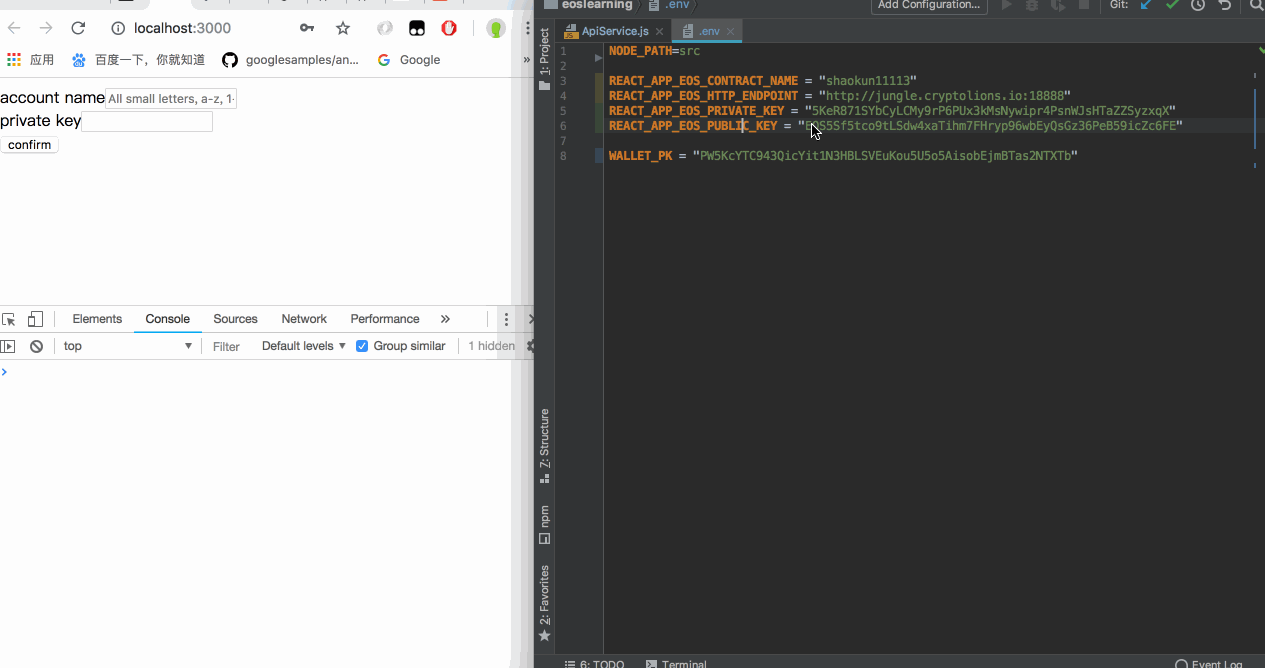 localhost:3000
应用
百度一下，你就知道
googlesamples/an...
Google
»
account name
All small letters, a-z, 1-
private key
confirm
Elements Console Sources Network Performance »
top Filter Default levels Group similar 1 hidden
eoslearning .env Add Configuration... Git:
1: Project
7: Structure
npm
2: Favorites
ApiService.js .env
1 NODE_PATH=src
2
3 REACT_APP_EOS_CONTRACT_NAME = "shaokun11113"
4 REACT_APP_EOS_HTTP_ENDPOINT = "http://jungle.cryptolions.io:18888"
5 REACT_APP_EOS_PRIVATE_KEY = "5KeR871SYbCyLCMy9rP6PUx3kMsNywipr4PsnWJsHTaZZSyzxqX"
6 REACT_APP_EOS_PUBLIC_KEY = "EOS5Sf5tco9tLSdw4xaTihm7FHryp96wbEyQsGz36PeB59icZc6FE"
7
8 WALLET_PK = "PW5KcYTC943QicYit1N3HBLSVEuKou5U5o5AisobEjmBTas2NTXTb"
6: TODO Terminal Event Log